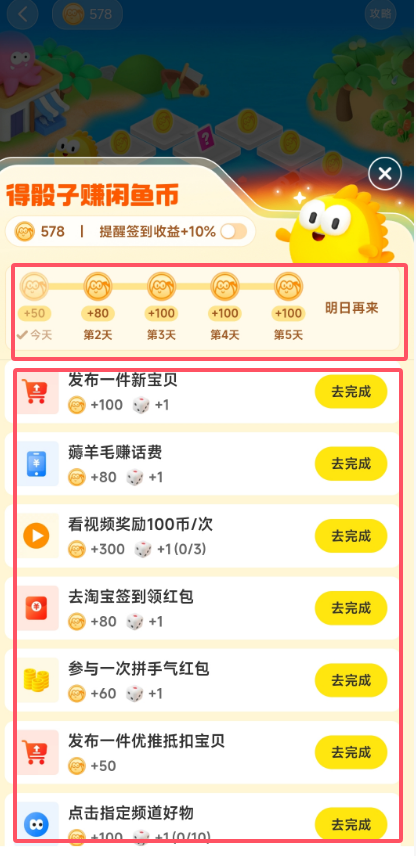 578
攻略
?
得骰子赚闲鱼币
578 | 提醒签到收益+10%
+50 +80 +100 +100 +100 明日再来
今天 第2天 第3天 第4天 第5天
发布一件新宝贝
+100 +1
去完成
薅羊毛赚话费
+80 +1
去完成
看视频奖励100币/次
+300 +1(0/3)
去完成
去淘宝签到领红包
+80 +1
去完成
参与一次拼手气红包
+60 +1
去完成
发布一件优推抵扣宝贝
+50
去完成
点击指定频道好物
+100 +1(0/10)
去完成